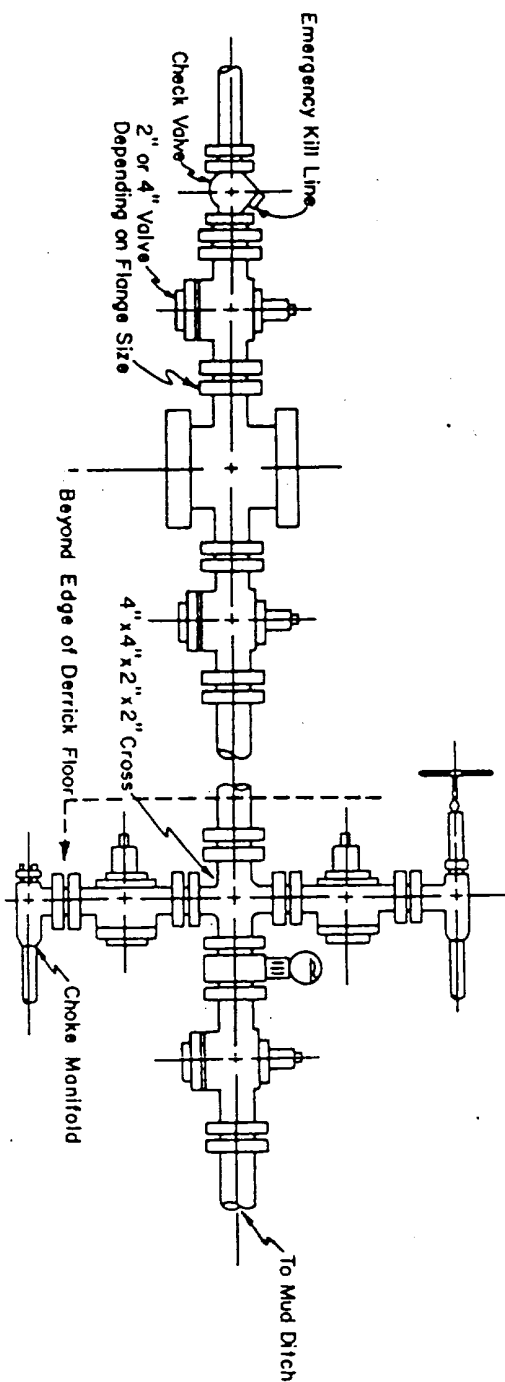 Emergency Kill Line
Check Valve
2" or 4" Valve
Depending on Flange Size
Beyond Edge of Derrick Floor
4"x4"x2"x2" Cross
Choke Manifold
To Mud Ditch